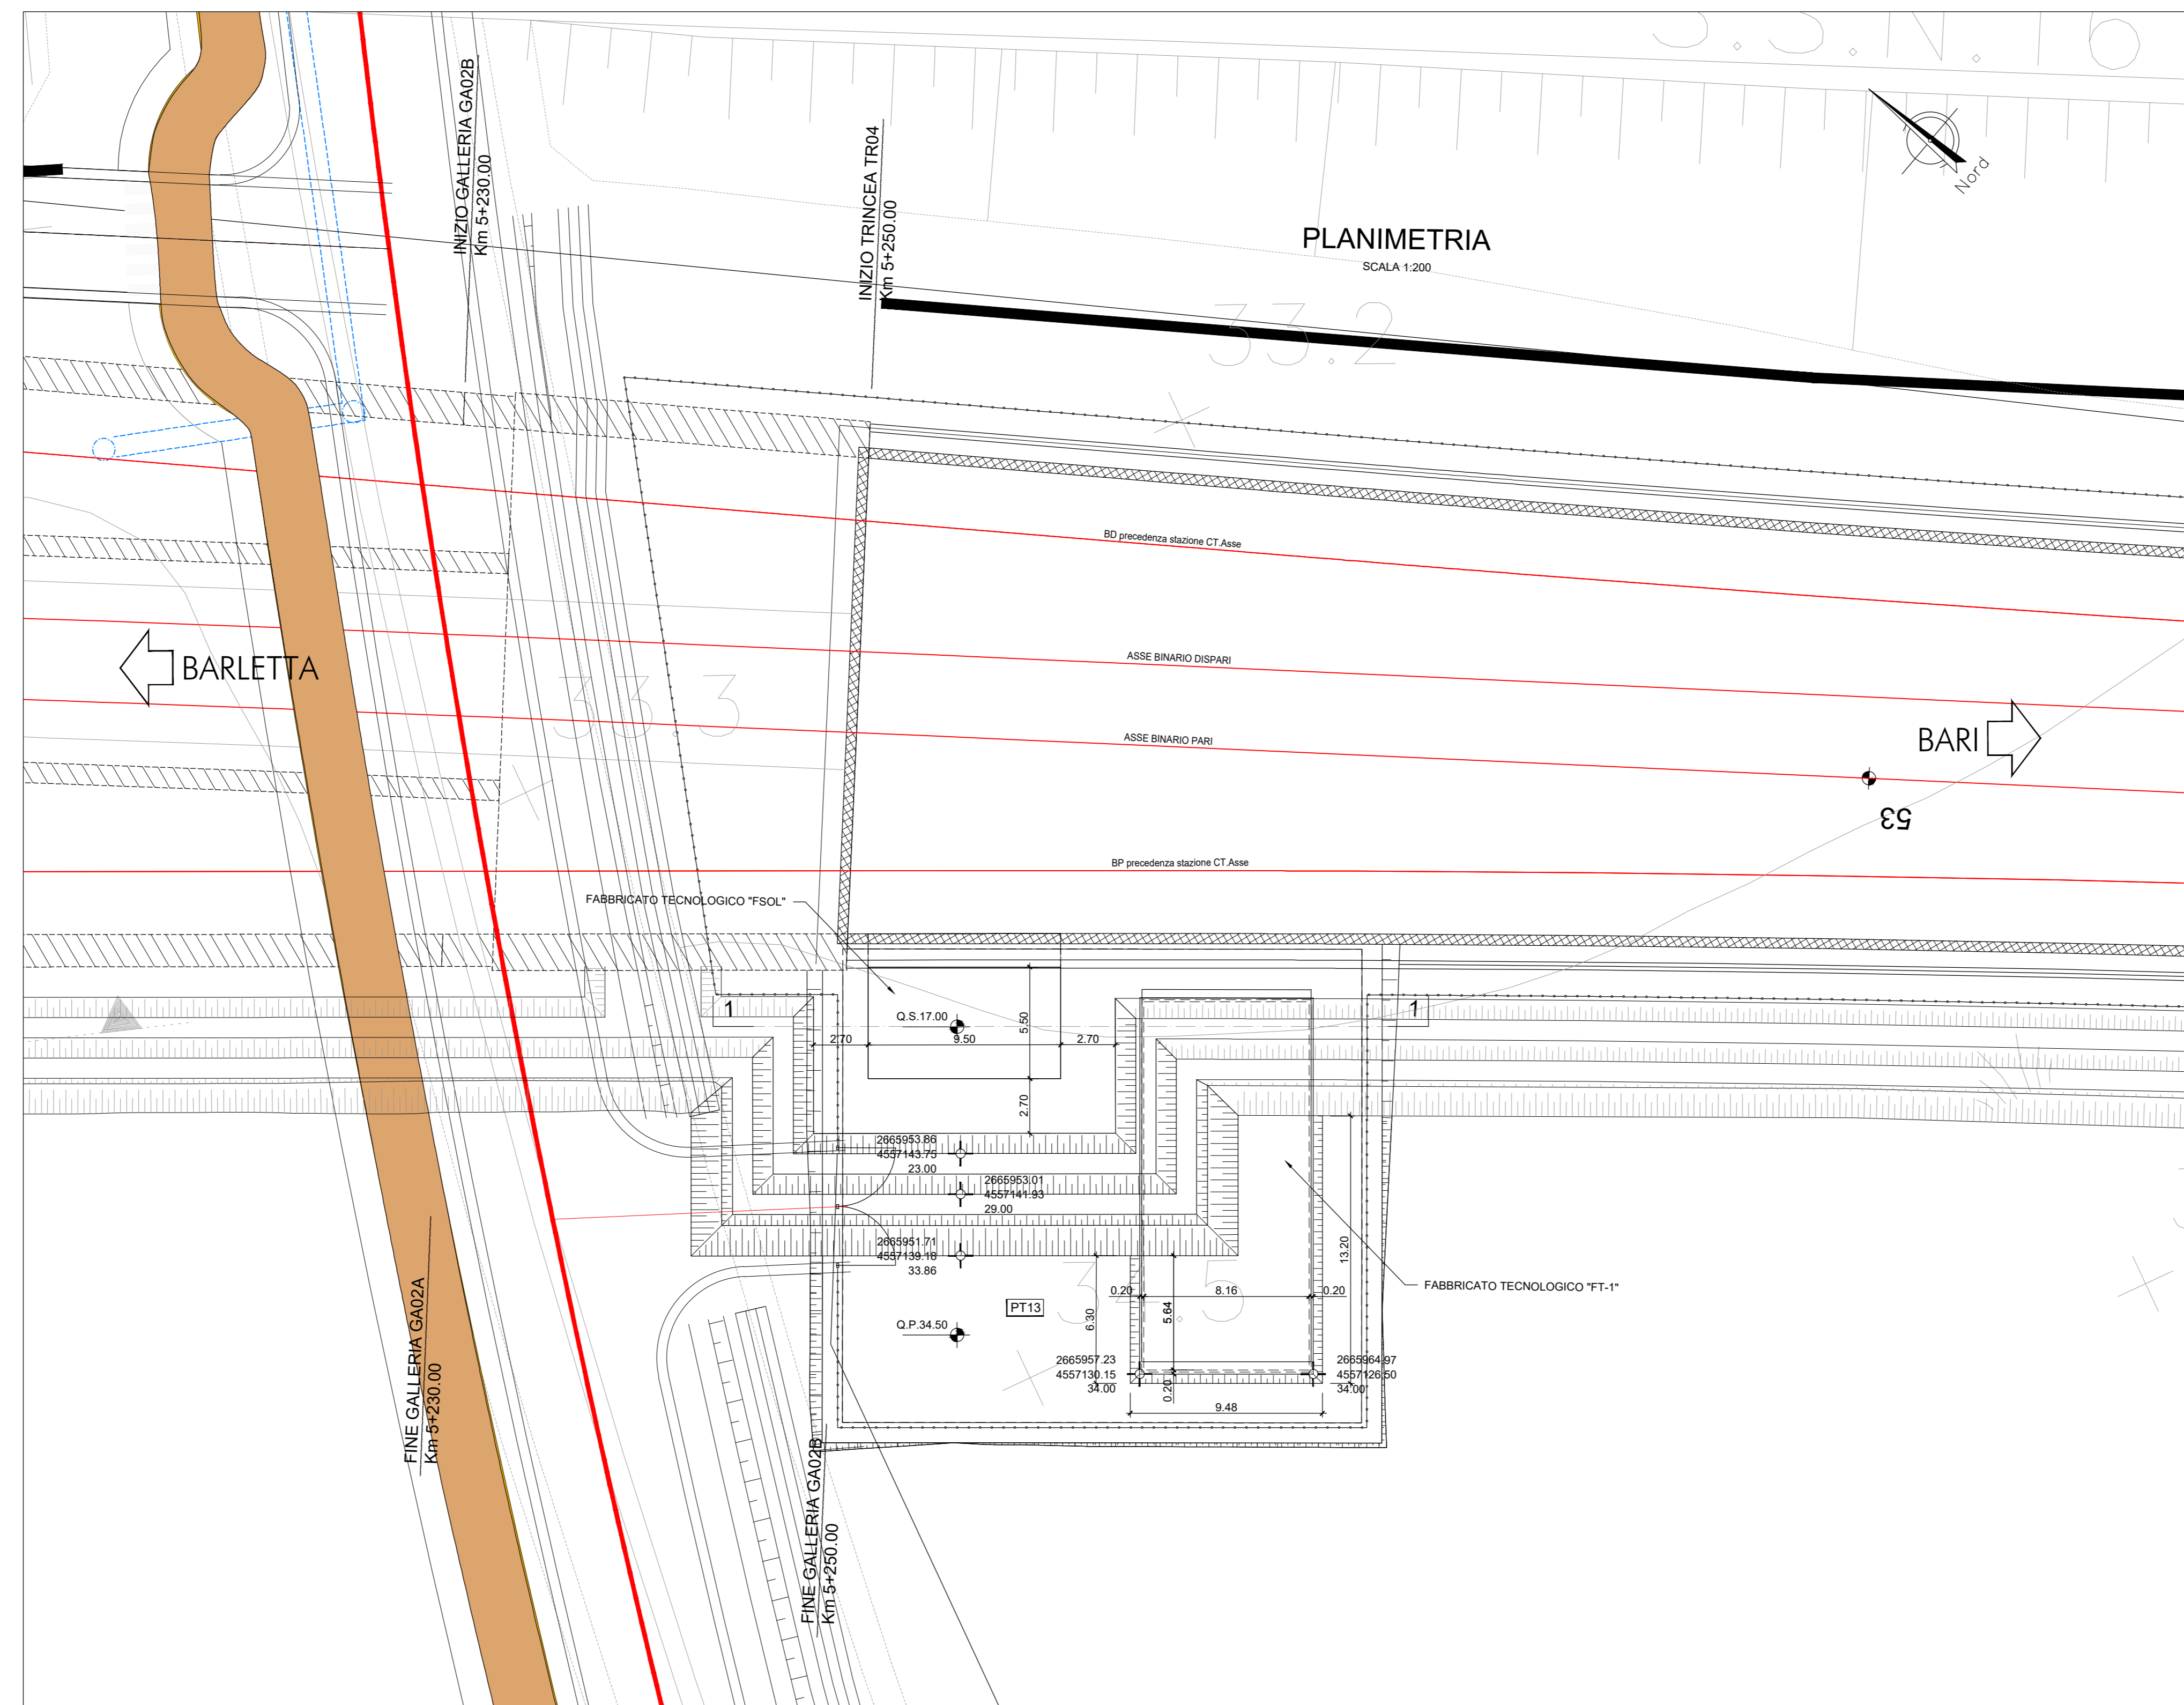 S.S.N.16
INIZIO GALLERIA GA02B
Km 5+230.00
INIZIO TRINCEA TR04
Km 5+250.00
Nord
PLANIMETRIA
SCALA 1:200
33.2
BD precedenza stazione CT.Asse
ASSE BINARIO DISPARI
BARLETTA
33.3
ASSE BINARIO PARI
BARI
53
BP precedenza stazione CT.Asse
FABBRICATO TECNOLOGICO "FSOL"
1
1
Q.S.17.00
5.50
2.70
9.50
2.70
2.70
2665953.86
4557143.75
23.00
2665953.01
4557141.93
29.00
2665951.71
4557139.18
33.86
13.20
FABBRICATO TECNOLOGICO "FT-1"
0.20
8.16
0.20
PT13
6.30
5.64
Q.P.34.50
2665957.23
4557130.15
34.00
2665964.97
4557126.50
34.00
0.20
9.48
FINE GALLERIA GA02A
Km 5+230.00
FINE GALLERIA GA02B
Km 5+250.00